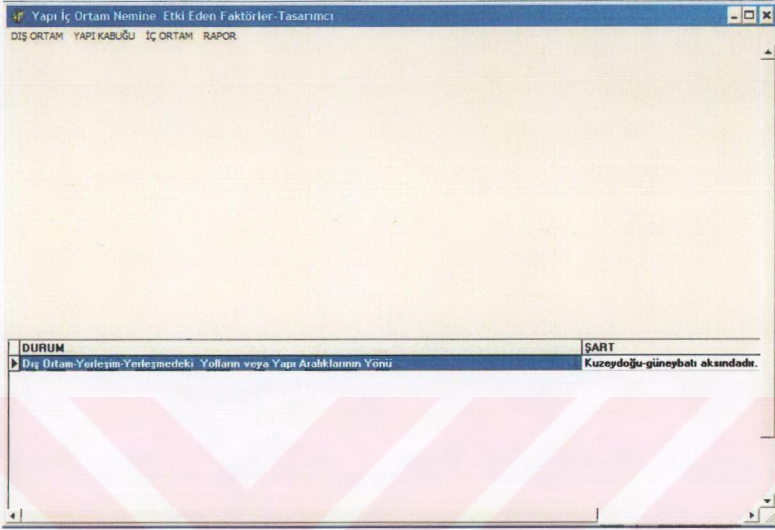 Yapı İç Ortam Nemine Etki Eden Faktörler-Tasarımcı
DIŞ ORTAM YAPI KABUĞU İÇ ORTAM RAPOR
DURUM ŞART
Dış Ortam-Yerleşim-Yerleşmedeki Yolların veya Yapı Aralıklarının Yönü Kuzeydoğu-güneybatı aksındadır.